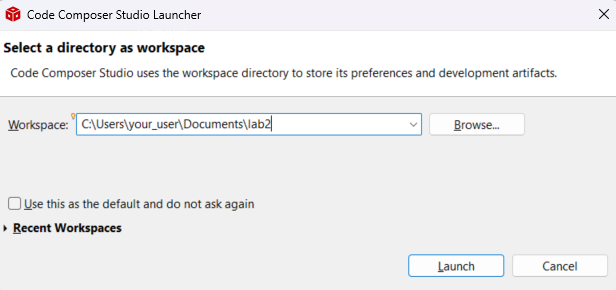 Code Composer Studio Launcher
Select a directory as workspace
Code Composer Studio uses the workspace directory to store its preferences and development artifacts.
Workspace: C:\Users\your_user\Documents\lab2 Browse...
Use this as the default and do not ask again
Recent Workspaces
Launch Cancel